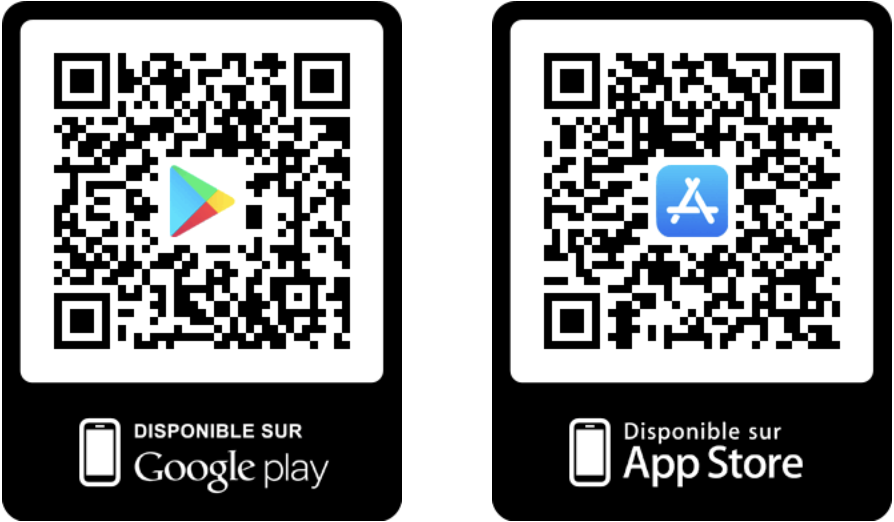 DISPONIBLE SUR
Google play
Disponible sur
App Store